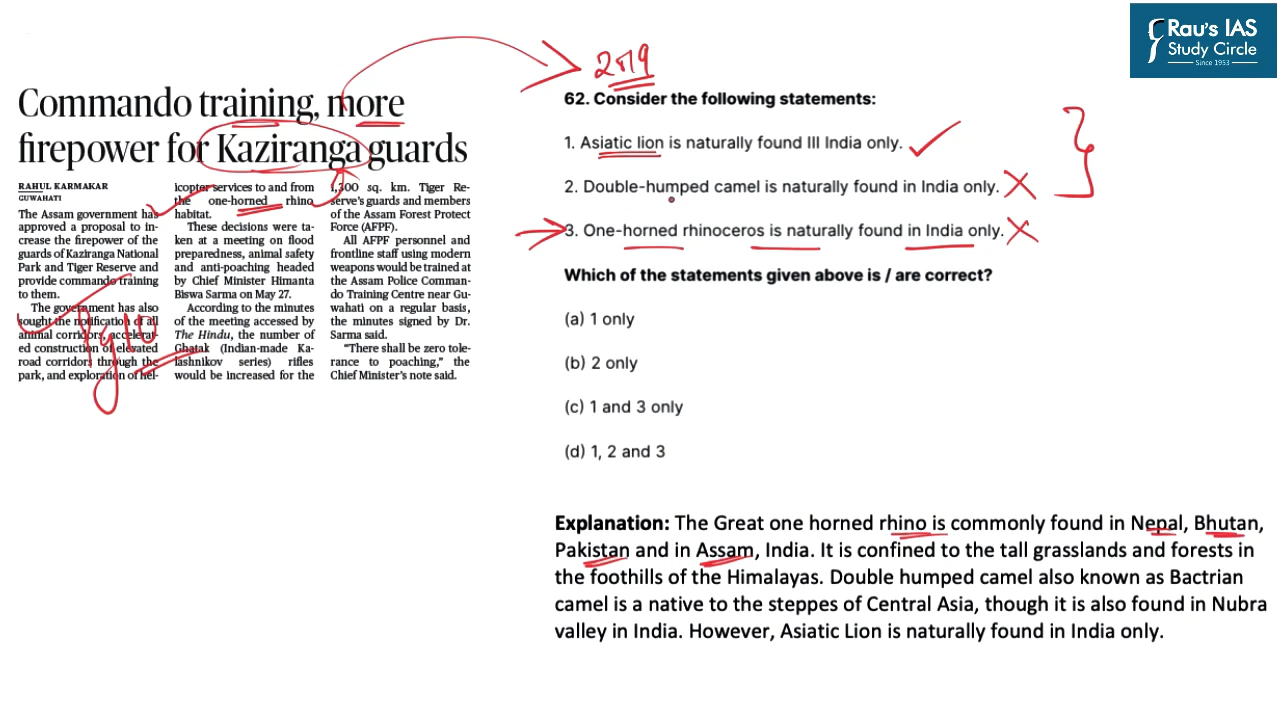 Rau's IAS
Study Circle
Since 1953
2019
Commando training, more
firepower for Kaziranga guards
RAHUL KARMAKAR
GUWAHATI
The Assam government has
approved a proposal to in-
crease the firepower of the
guards of Kaziranga National
Park and Tiger Reserve and
provide commando training
to them.
The government has also
sought the notification of all
animal corridors, accelerat-
ed construction of elevated
road corridors through the
park, and exploration of hel-
icopter services to and from
the one-horned rhino
habitat.
These decisions were ta-
ken at a meeting on flood
preparedness, animal safety
and anti-poaching headed
by Chief Minister Himanta
Biswa Sarma on May 27.
According to the minutes
of the meeting accessed by
The Hindu, the number of
Ghatak (Indian-made Ka-
lashnikov series) rifles
would be increased for the
1,300 sq. km. Tiger Re-
serve's guards and members
of the Assam Forest Protect
Force (AFPF).
All AFPF personnel and
frontline staff using modern
weapons would be trained at
the Assam Police Comman-
do Training Centre near Gu-
wahati on a regular basis,
the minutes signed by Dr.
Sarma said.
"There shall be zero tole-
rance to poaching," the
Chief Minister's note said.
62. Consider the following statements:
1. Asiatic lion is naturally found III India only.
2. Double-humped camel is naturally found in India only.
3. One-horned rhinoceros is naturally found in India only.
Which of the statements given above is / are correct?
(a) 1 only
(b) 2 only
(c) 1 and 3 only
(d) 1, 2 and 3
Explanation: The Great one horned rhino is commonly found in Nepal, Bhutan,
Pakistan and in Assam, India. It is confined to the tall grasslands and forests in
the foothills of the Himalayas. Double humped camel also known as Bactrian
camel is a native to the steppes of Central Asia, though it is also found in Nubra
valley in India. However, Asiatic Lion is naturally found in India only.